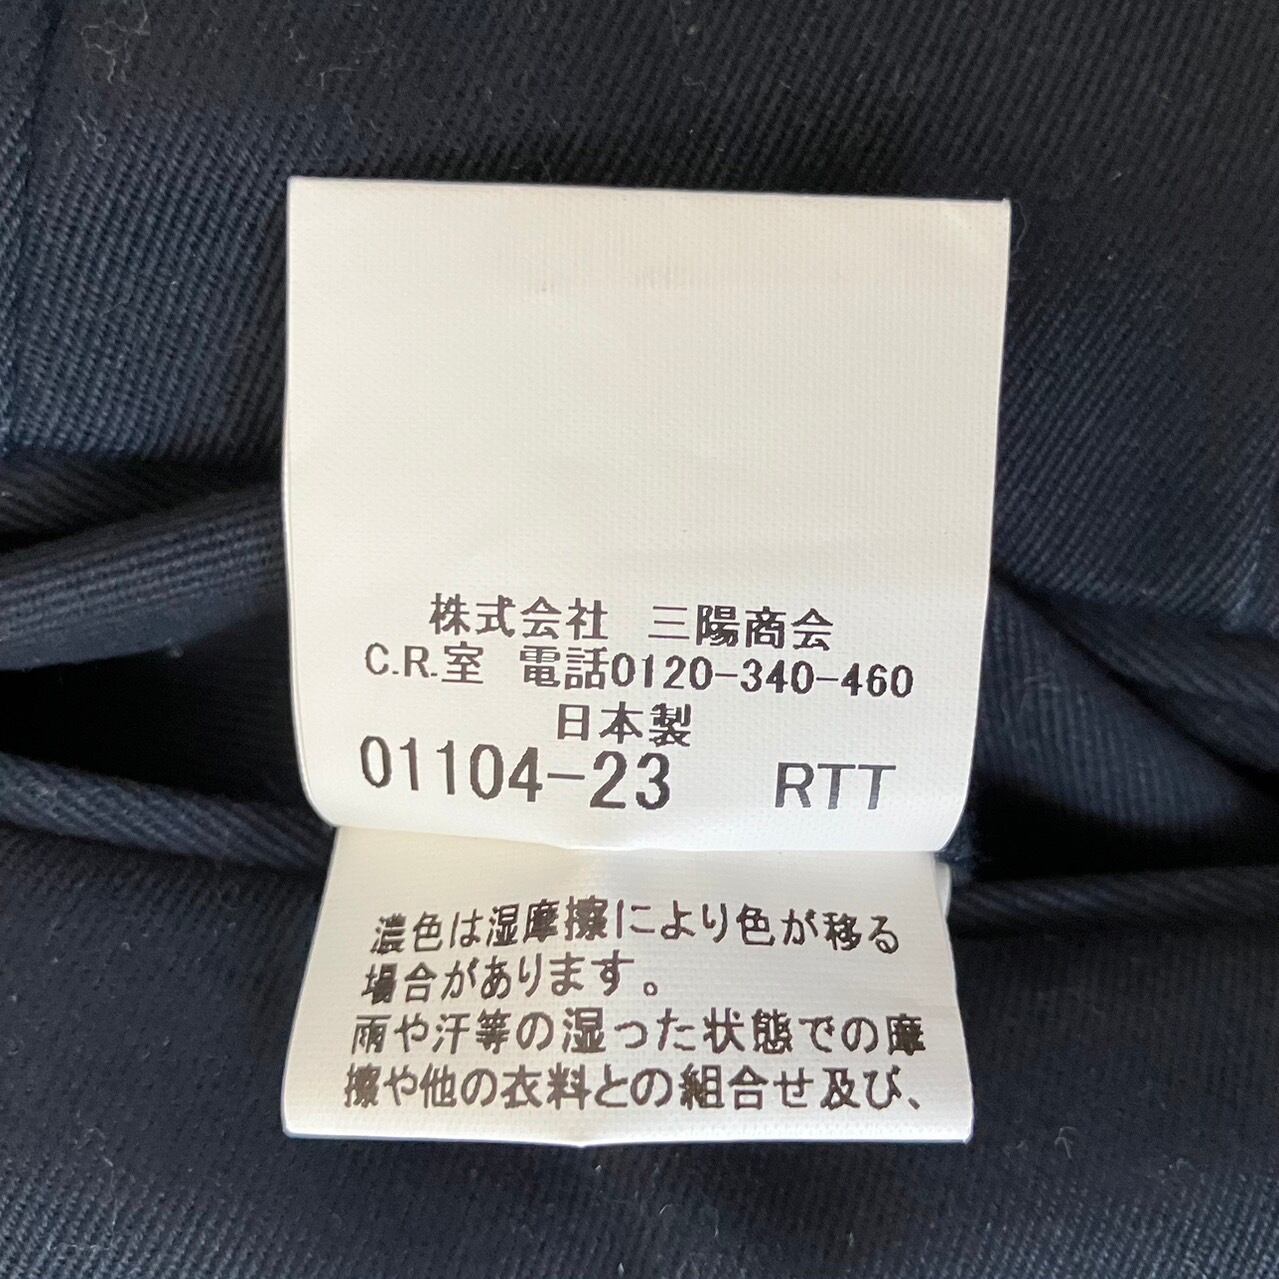 株式会社 三陽商会
C.R.室 電話0120-340-460
日本製
01104-23 RTT
濃色は湿摩擦により色が移る
場合があります。
雨や汗等の湿った状態での摩
擦や他の衣料との組合せ及び、